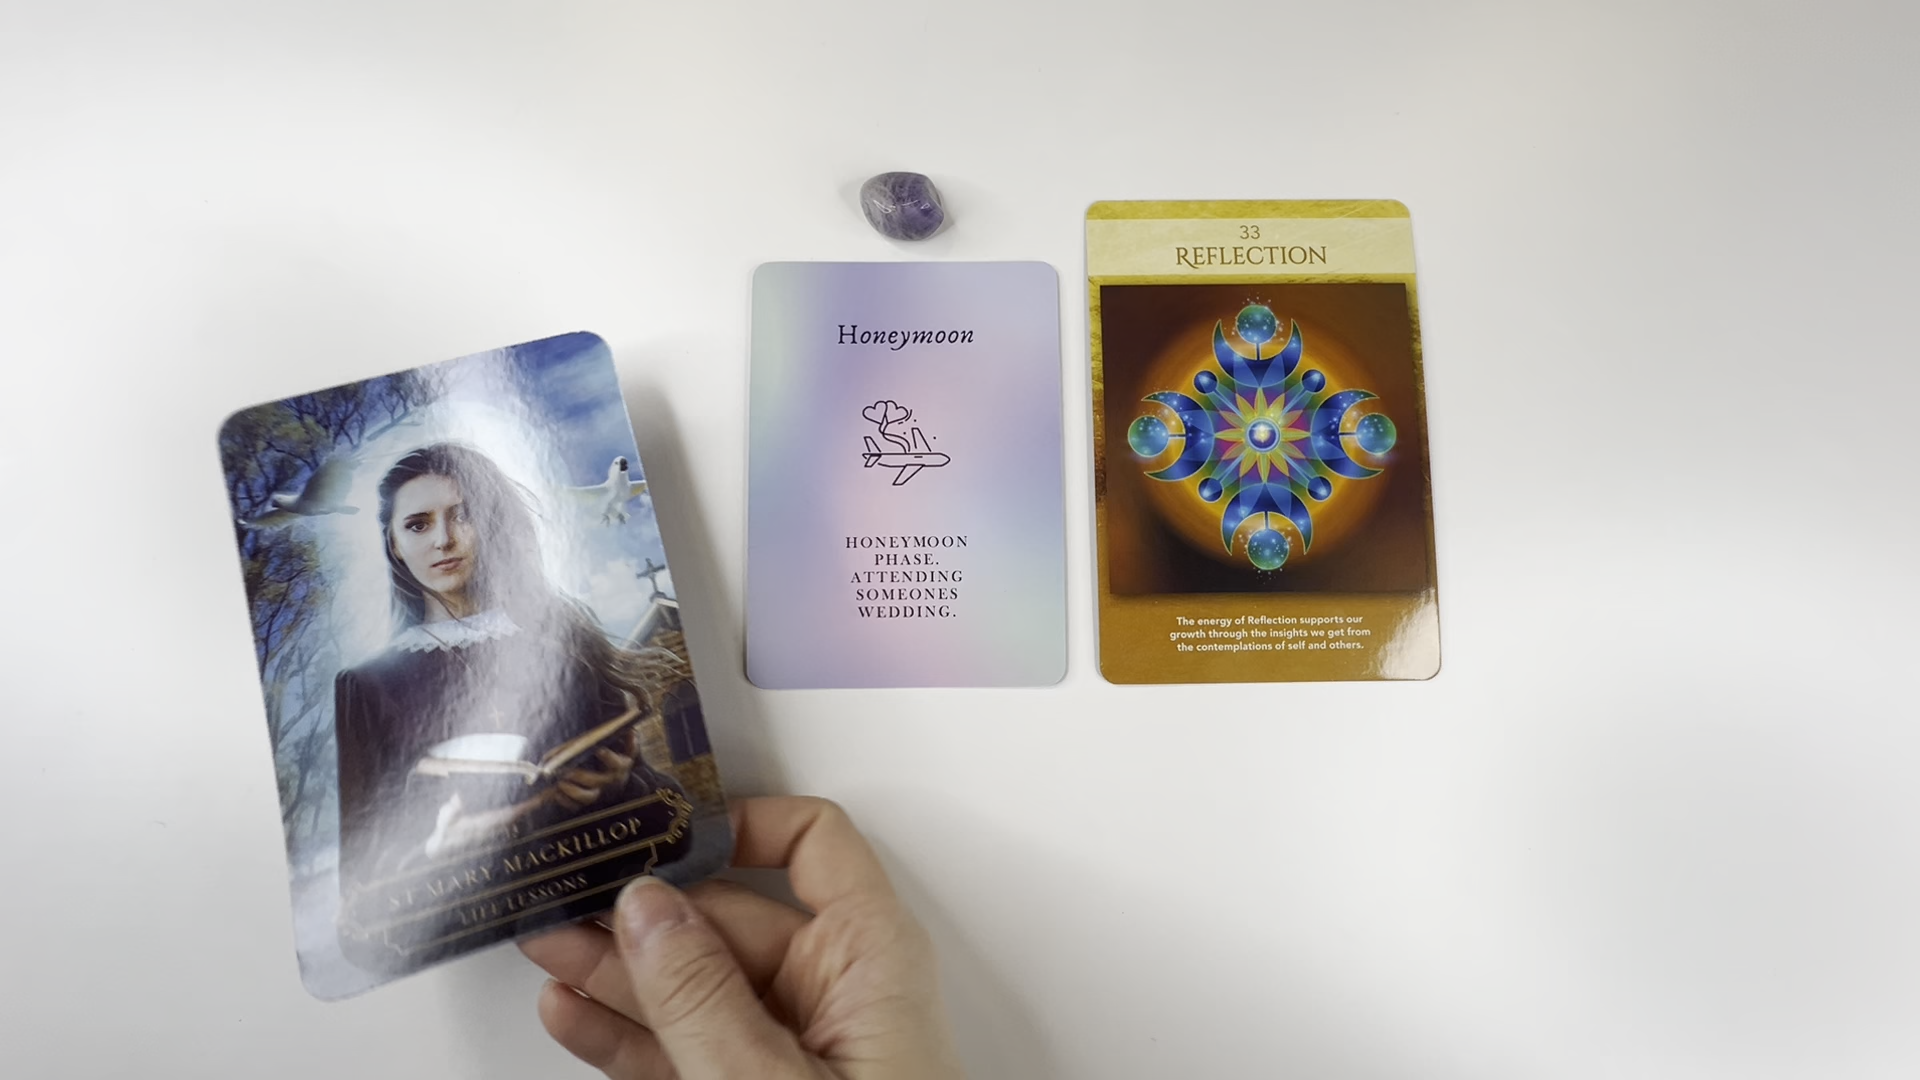 ST MARY MACKILLOP
LIFE LESSONS
Honeymoon
HONEYMOON
PHASE.
ATTENDING
SOMEONES
WEDDING.
33
REFLECTION
The energy of Reflection supports our
growth through the insights we get from
the contemplations of self and others.